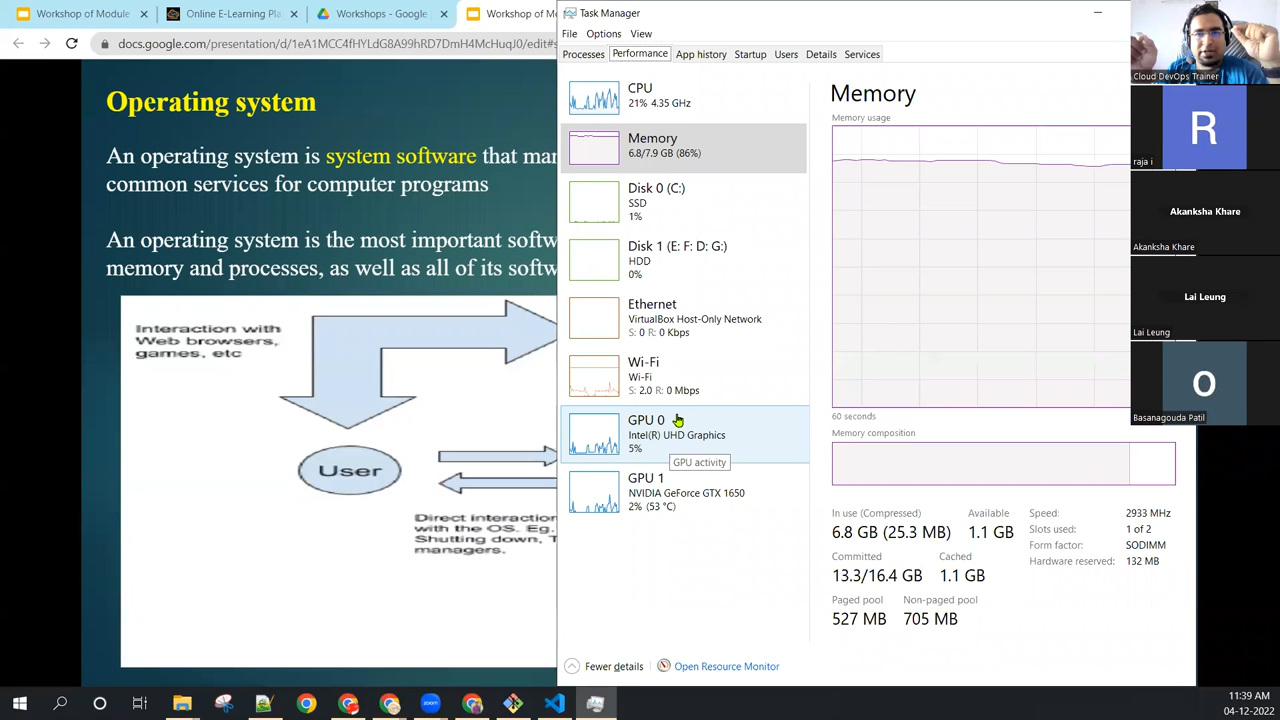 Workshop of Module
Online E-Learning Pla
Workshops - Google
Workshop of Mo
docs.google.com/presentation/d/1eA1MCC4fHYLdG8A99hRD7DmH4McHuqJ0/edit#s
Operating system
An operating system is system software that man
common services for computer programs
An operating system is the most important softw
memory and processes, as well as all of its softw
Interaction with
Web browsers,
games, etc
User
Direct interaction
with the OS. Eg.
Shutting down, T
managers.
Task Manager
File Options View
Processes Performance App history Startup Users Details Services
CPU
21% 4.35 GHz
Memory
6.8/7.9 GB (86%)
Disk 0 (C:)
SSD
1%
Disk 1 (E: F: D: G:)
HDD
0%
Ethernet
VirtualBox Host-Only Network
S: 0 R: 0 Kbps
Wi-Fi
Wi-Fi
S: 2.0 R: 0 Mbps
GPU 0
Intel(R) UHD Graphics
5%
GPU activity
GPU 1
NVIDIA GeForce GTX 1650
2% (53 °C)
Memory
Memory usage
60 seconds
Memory composition
In use (Compressed) Available
6.8 GB (25.3 MB) 1.1 GB
Committed Cached
13.3/16.4 GB 1.1 GB
Paged pool Non-paged pool
527 MB 705 MB
Speed: 2933 MHz
Slots used: 1 of 2
Form factor: SODIMM
Hardware reserved: 132 MB
Fewer details Open Resource Monitor
Cloud DevOps Trainer
R
raja i
Akanksha Khare
Akanksha Khare
Lai Leung
Lai Leung
o
Basanagouda Patil
zoom
11:39 AM
04-12-2022